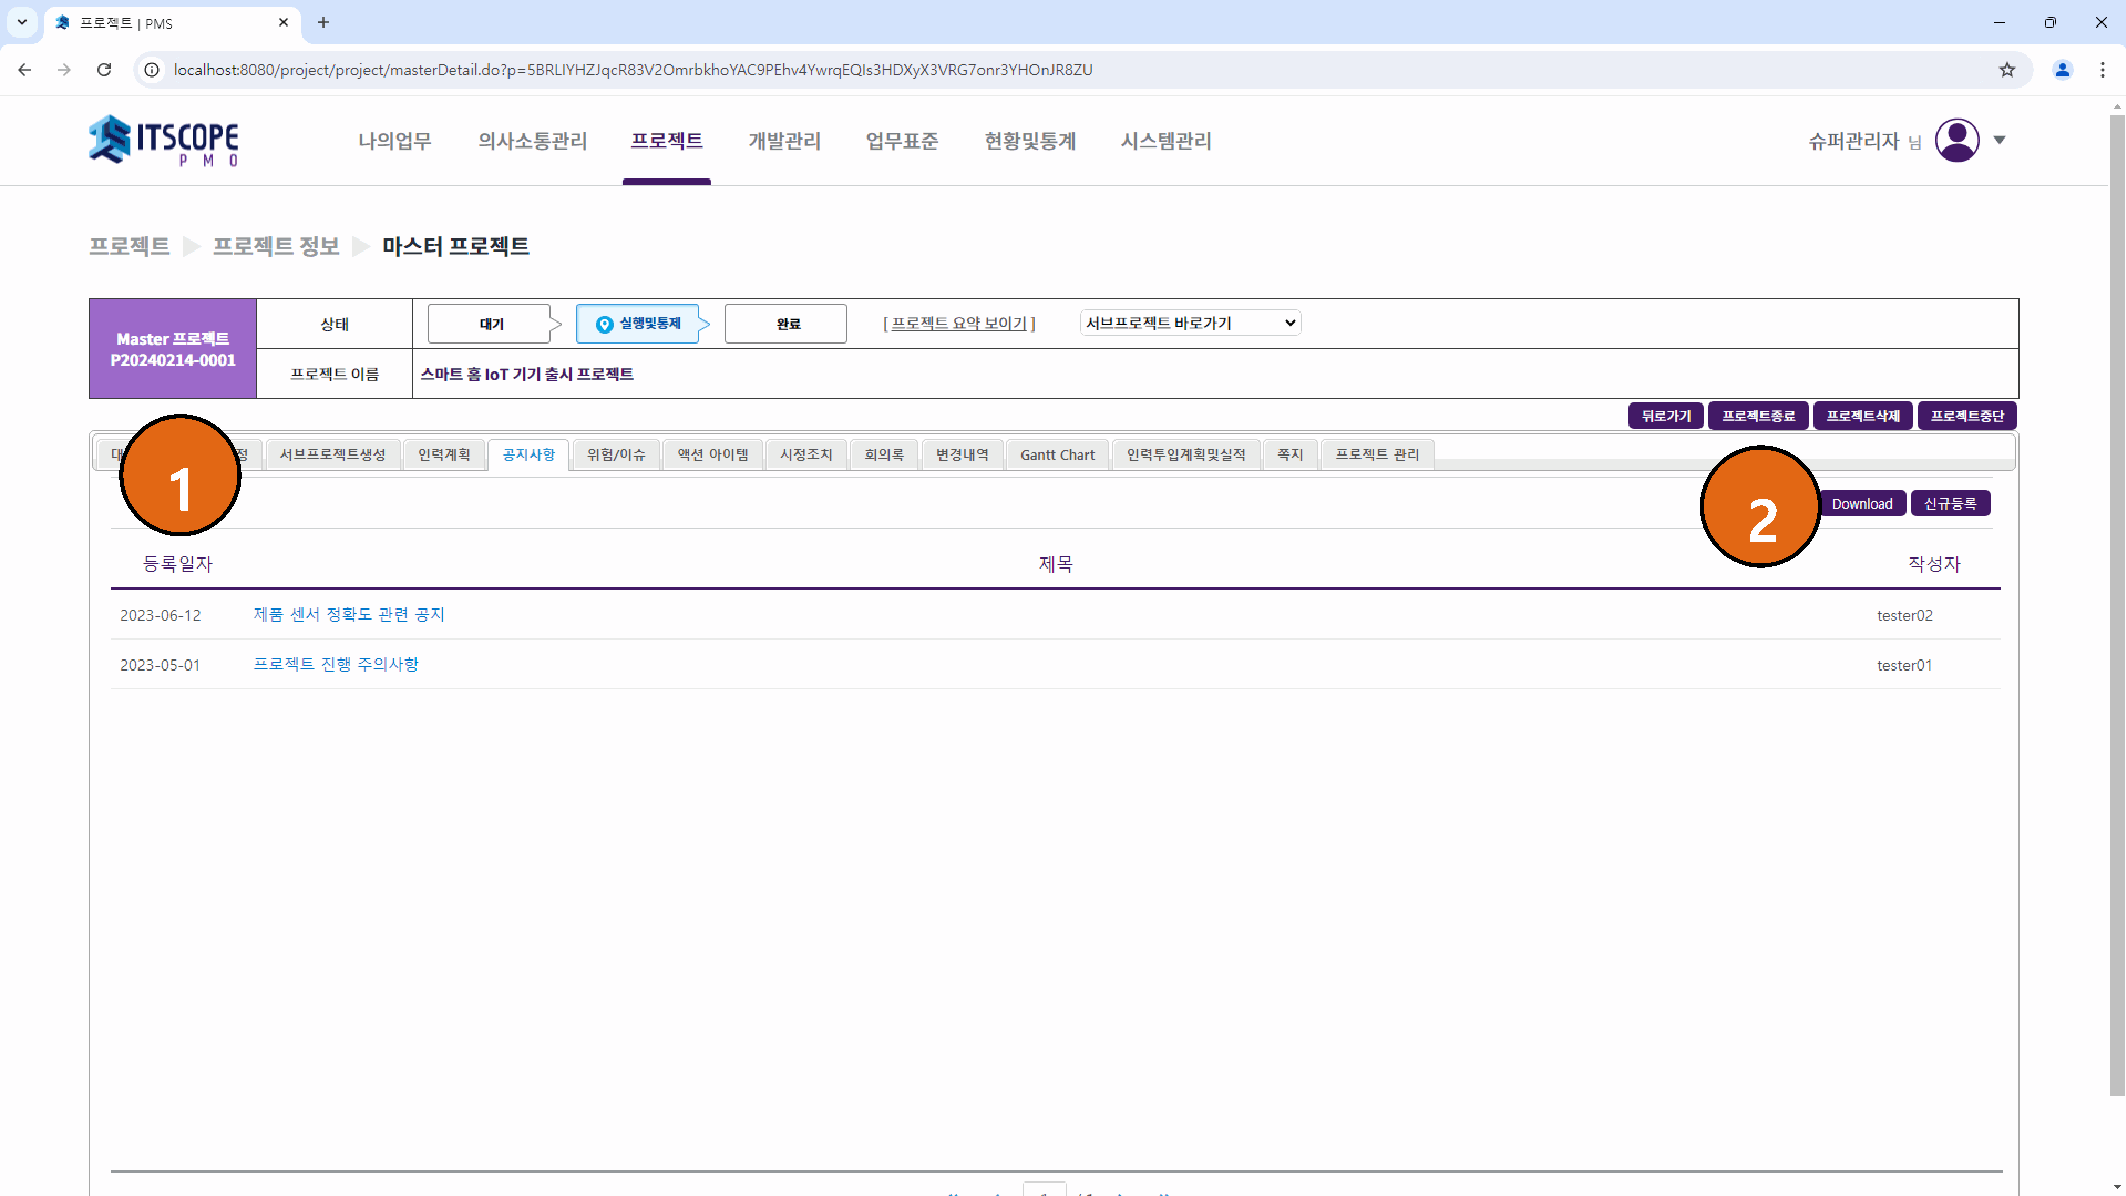 프로젝트 | PMS
localhost:8080/project/project/masterDetail.do?p=5BRLIYHZJqcR83V2OmrbkhoYAC9PEhv4YwrqEQIs3HDXyX3VRG7onr3YHOnJR8ZU
ITSCOPE
PMO
나의업무 의사소통관리 프로젝트 개발관리 업무표준 현황및통계 시스템관리 슈퍼관리자 님
프로젝트 프로젝트 정보 마스터 프로젝트
Master 프로젝트
P20240214-0001
상태 대기 실행및통제 완료 [ 프로젝트 요약 보이기 ] 서브프로젝트 바로가기
프로젝트 이름 스마트 홈 IoT 기기 출시 프로젝트
뒤로가기 프로젝트종료 프로젝트삭제 프로젝트중단
서브프로젝트생성 인력계획 공지사항 위험/이슈 액션 아이템 시정조치 회의록 변경내역 Gantt Chart 인력투입계획및실적 쪽지 프로젝트 관리
1
2
Download 신규등록
등록일자 제목 작성자
2023-06-12 제품 센서 정확도 관련 공지 tester02
2023-05-01 프로젝트 진행 주의사항 tester01